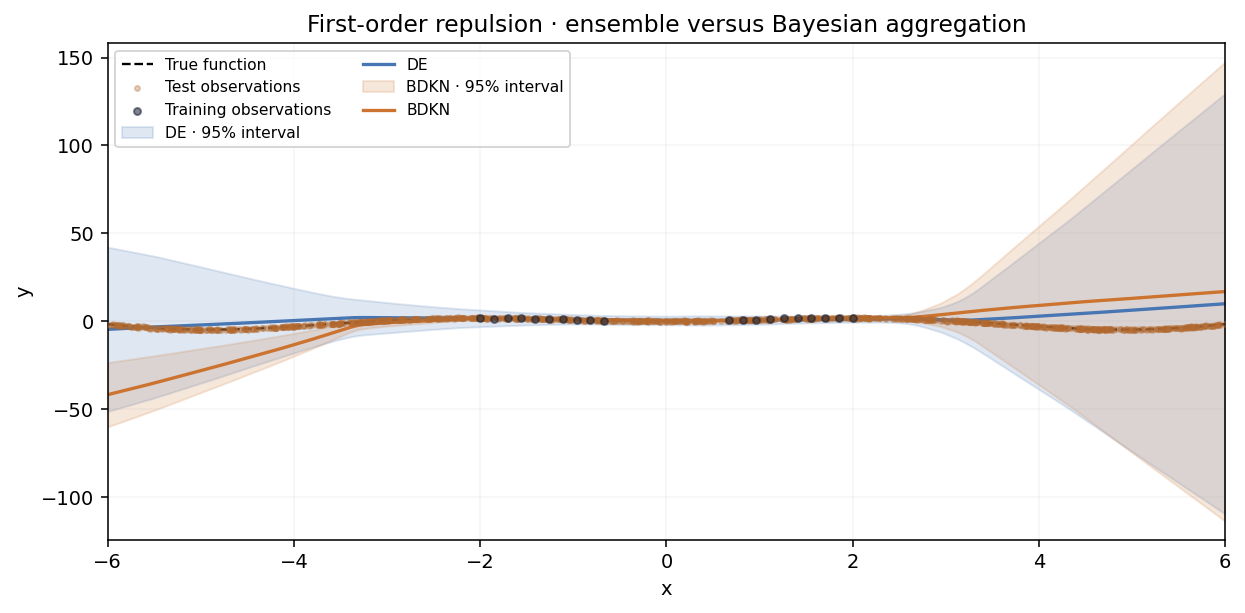 First-order repulsion · ensemble versus Bayesian aggregation
True function
Test observations
Training observations
DE · 95% interval
DE
BDKN · 95% interval
BDKN
y
150
100
50
0
−50
−100
−6
−4
−2
0
2
4
6
x